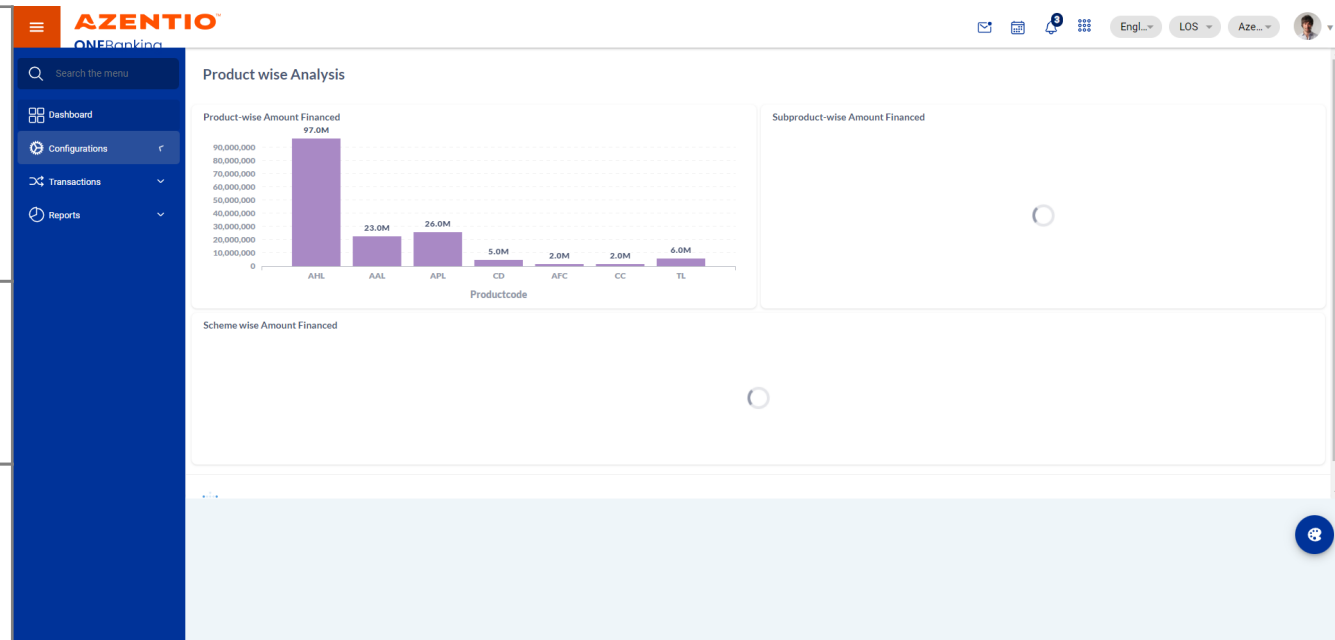 AZENTIO
ONEBanking
3
Engl...
LOS
Aze...
Search the menu
Dashboard
Configurations
Transactions
Reports
Product wise Analysis
Product-wise Amount Financed
97.0M
90,000,000
80,000,000
70,000,000
60,000,000
50,000,000
40,000,000
30,000,000
20,000,000
10,000,000
0
23.0M
26.0M
5.0M
2.0M
2.0M
6.0M
AHL AAL APL CD AFC CC TL
Productcode
Subproduct-wise Amount Financed
Scheme wise Amount Financed